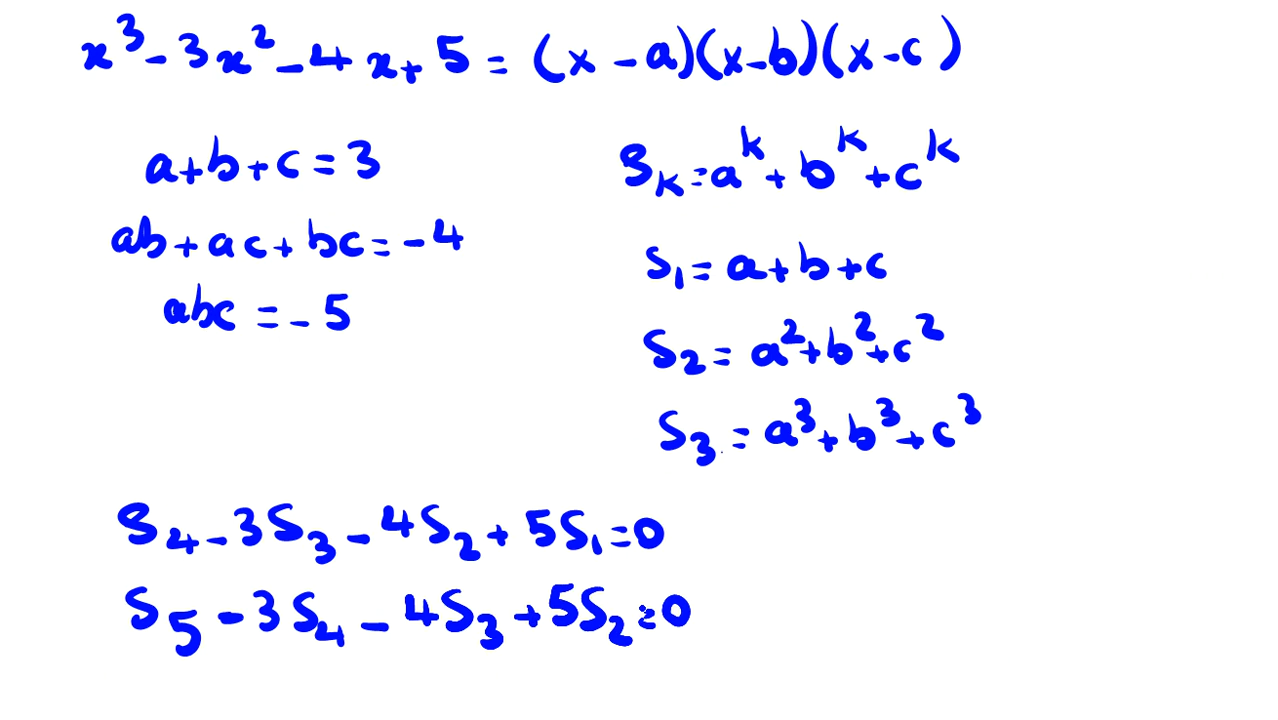 x³ - 3x² - 4x + 5 = (x - a)(x - b)(x - c)
a + b + c = 3
ab + ac + bc = -4
abc = -5
S_k = a^k + b^k + c^k
S₁ = a + b + c
S₂ = a² + b² + c²
S₃ = a³ + b³ + c³
S₄ - 3S₃ - 4S₂ + 5S₁ = 0
S₅ - 3S₄ - 4S₃ + 5S₂ = 0